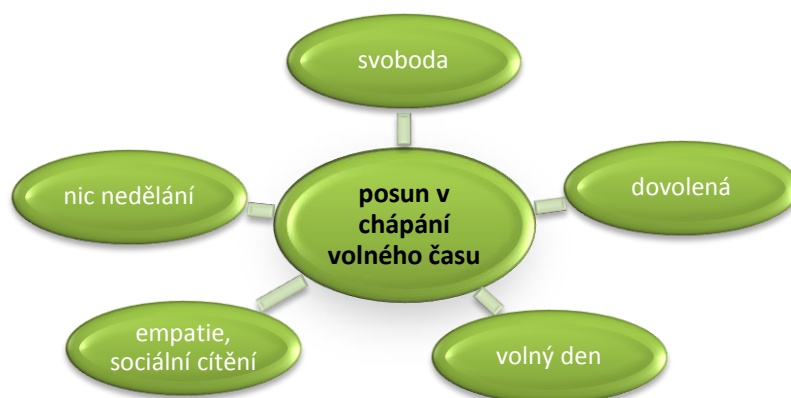 svoboda
nic nedělání
posun v
chápání
volného času
dovolená
empatie,
sociální cítění
volný den